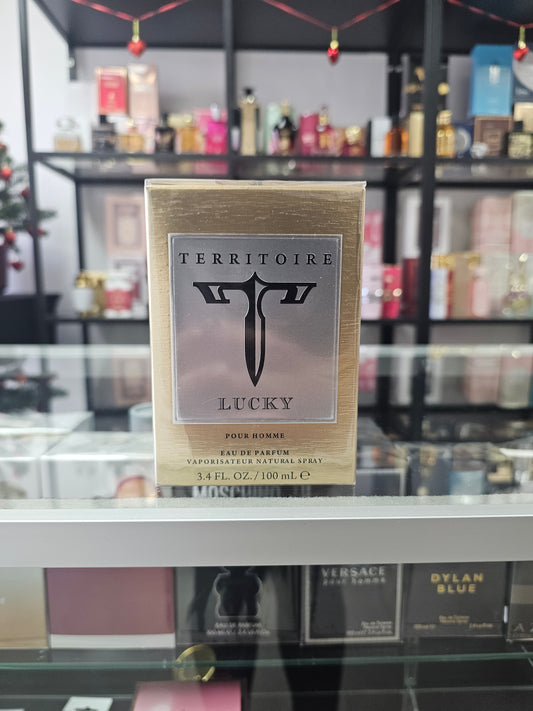 TERRITOIRE
LUCKY
POUR HOMME
EAU DE PARFUM
VAPORISATEUR NATURAL SPRAY
3.4 FL. OZ./100 mL e
MOSCHINO
VERSACE
pour homme
DYLAN
BLUE